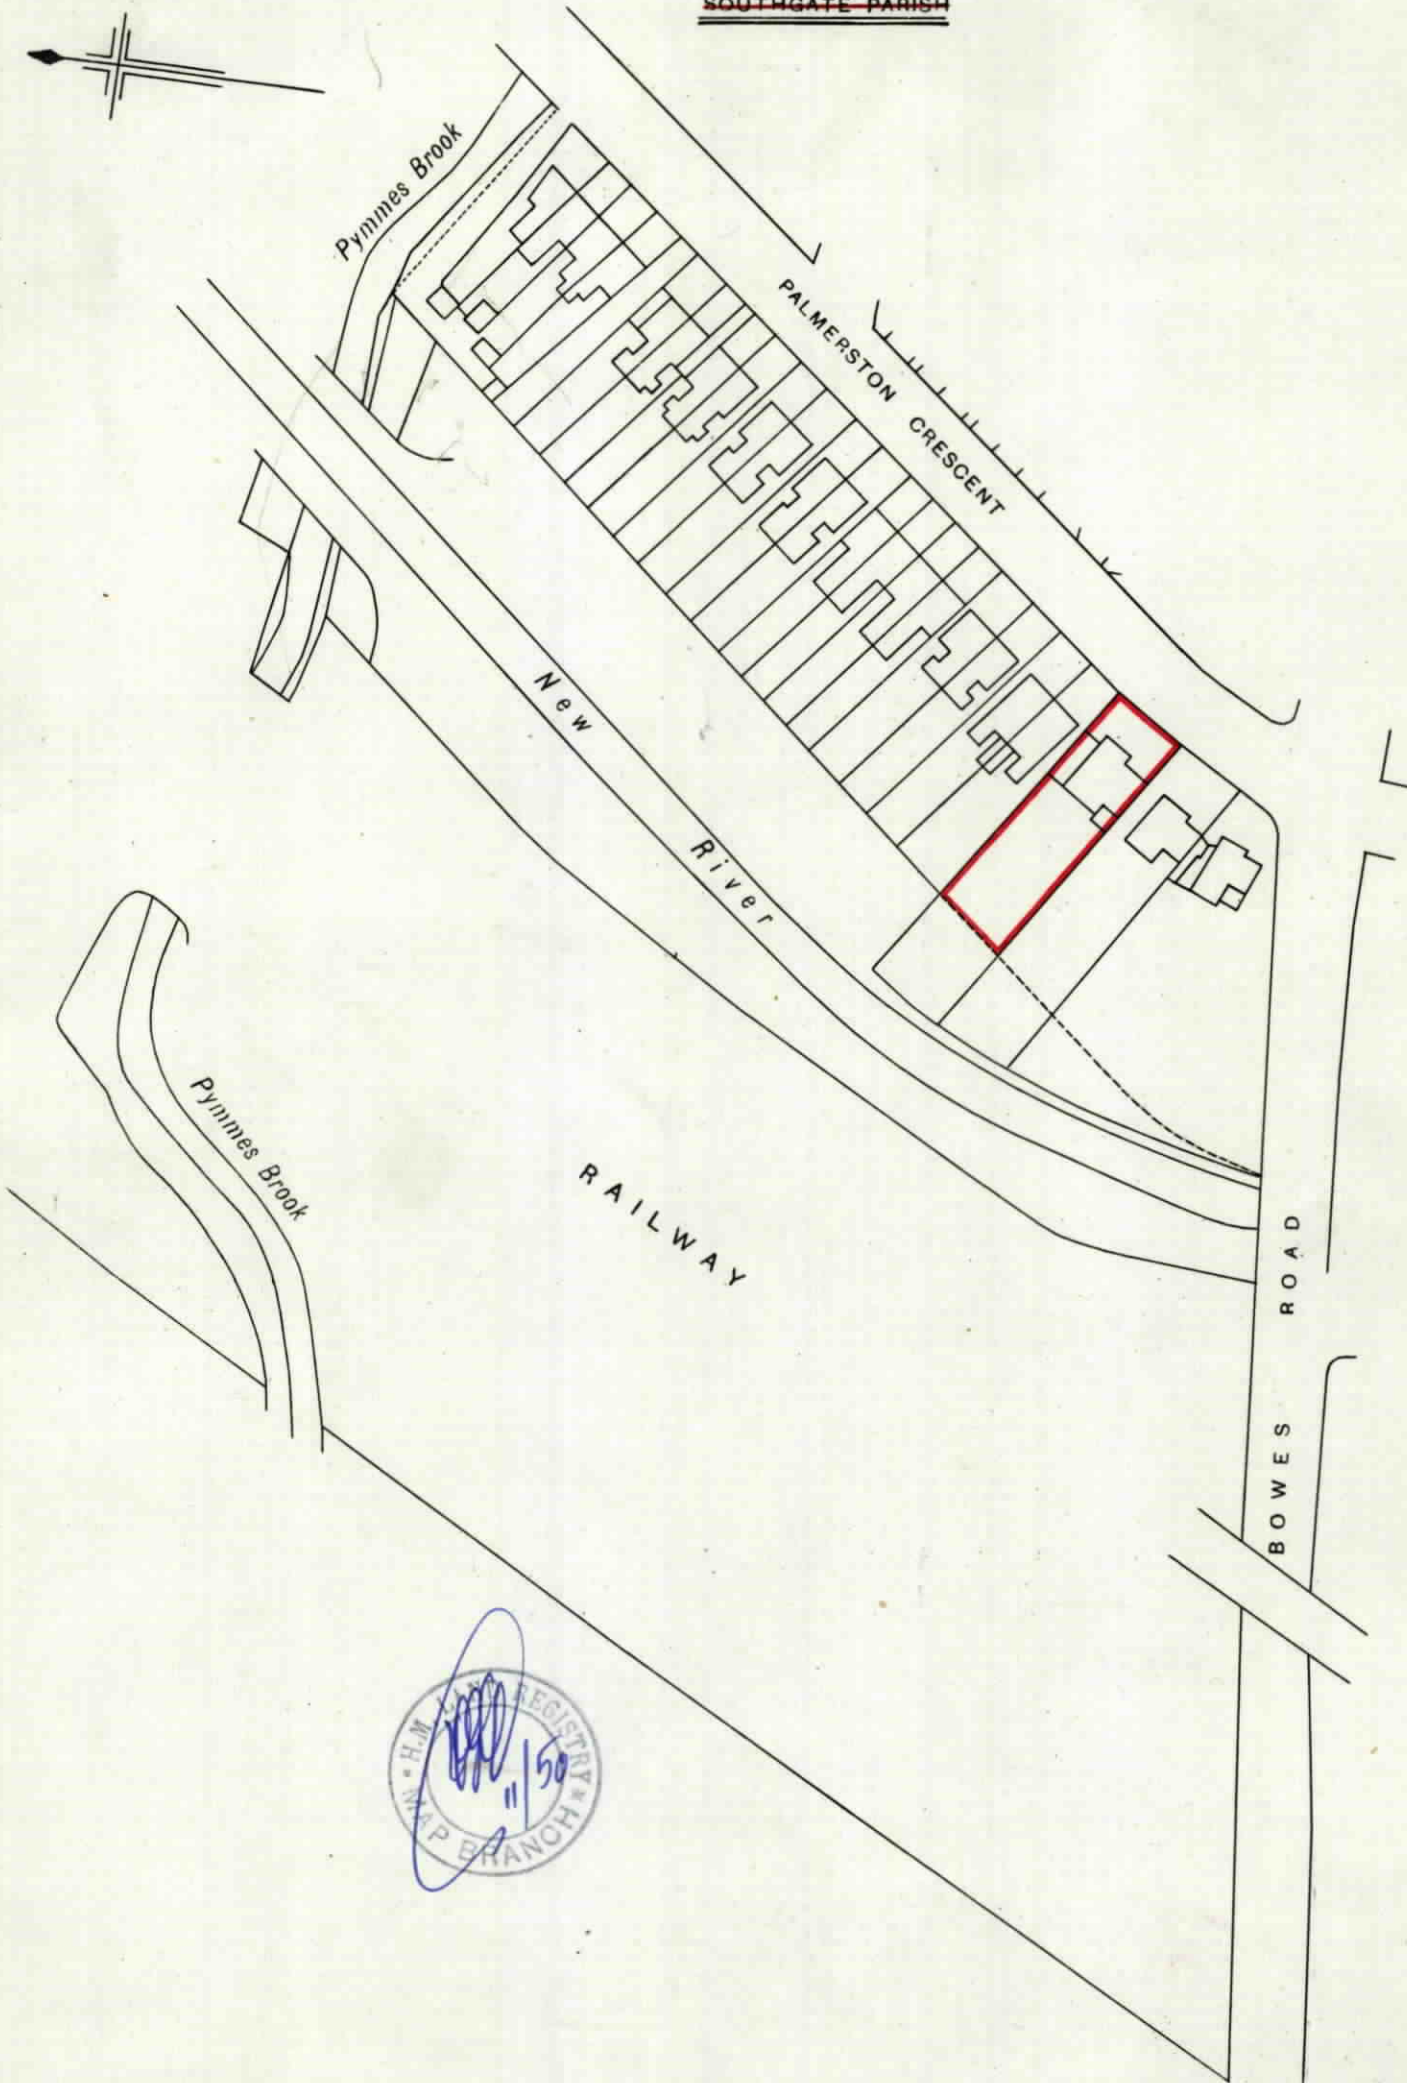 SOUTHGATE PARISH
Pymmes Brook
PALMERSTON CRESCENT
New River
Pymmes Brook
RAILWAY
BOWES ROAD
H.M. LAND REGISTRY
MAP BRANCH
11/50